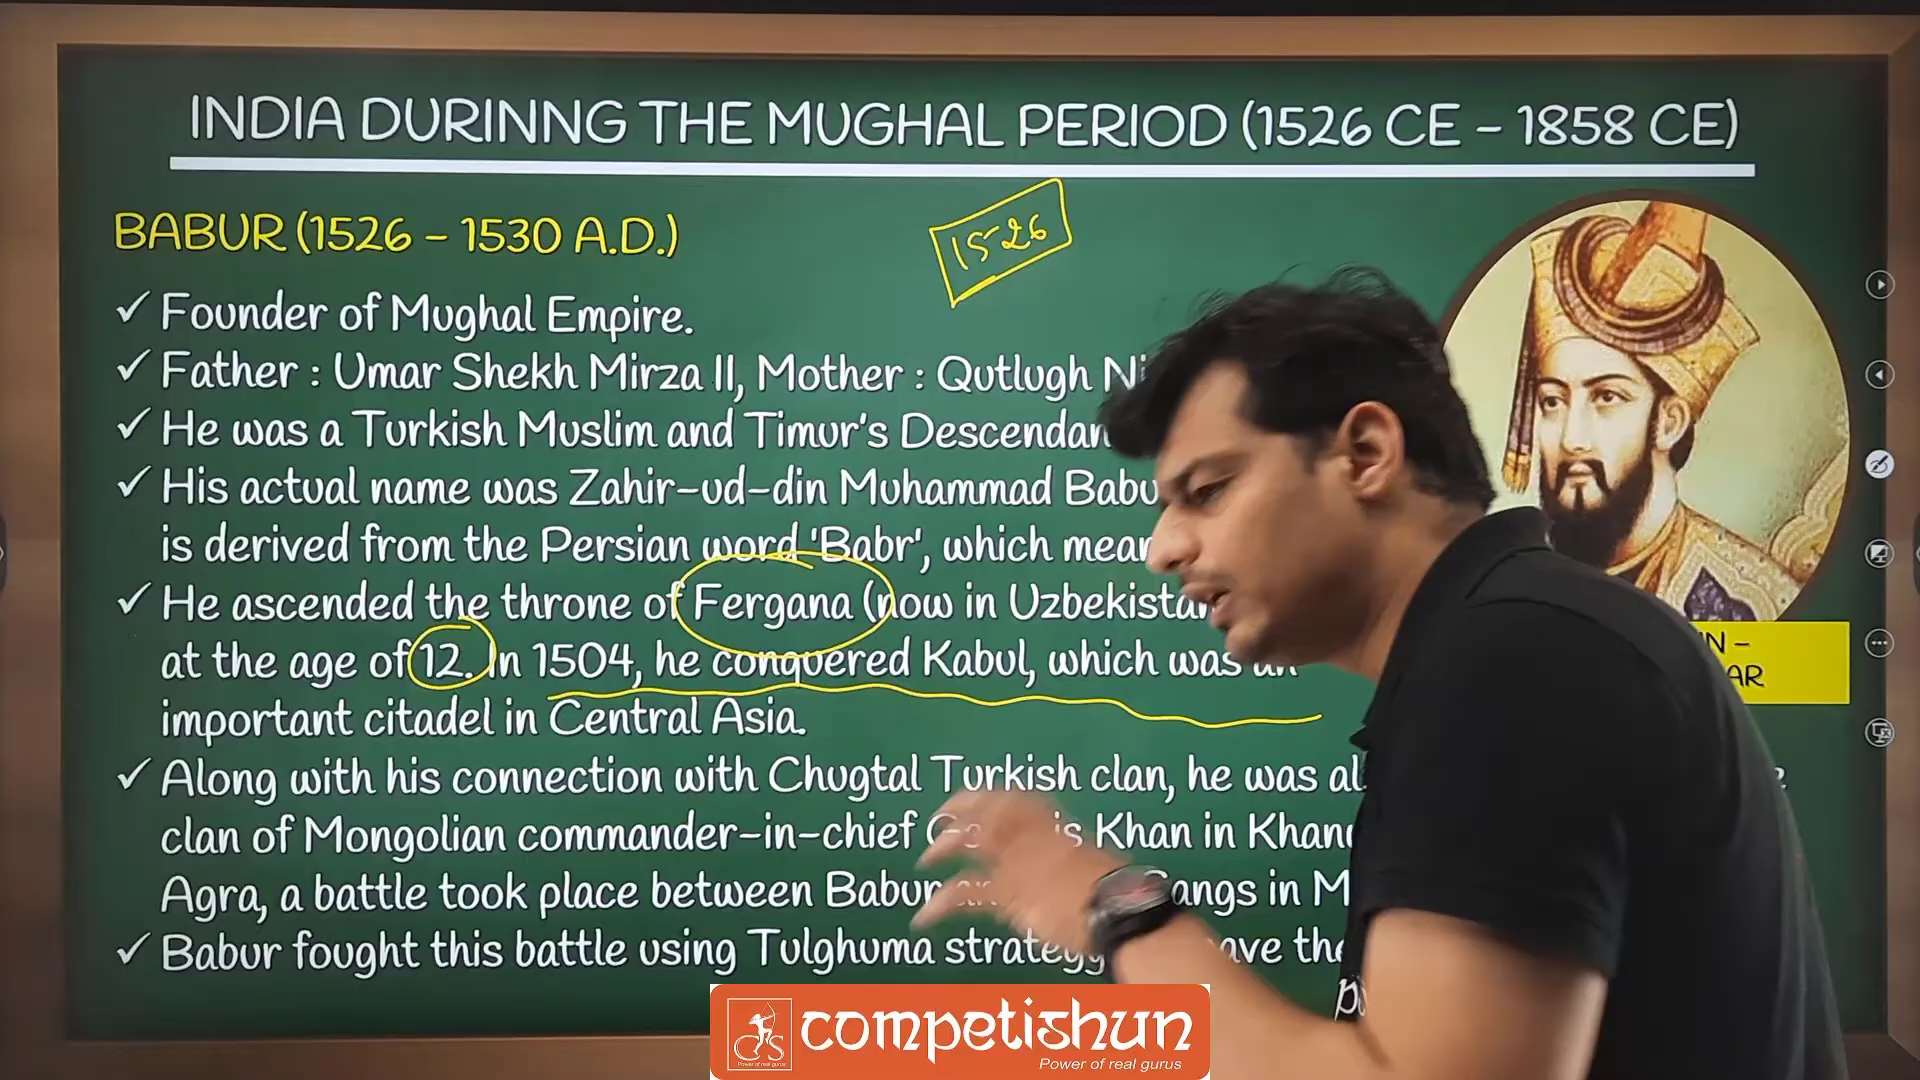 INDIA DURINNG THE MUGHAL PERIOD (1526 CE – 1858 CE)
BABUR (1526 – 1530 A.D.)
1526
✓ Founder of Mughal Empire.
✓ Father : Umar Shekh Mirza II, Mother : Qutlugh
✓ He was a Turkish Muslim and Timur's
✓ His actual name was Zahir-ud-din Muhammad
is derived from the Persian word 'Babr', which
✓ He ascended the throne of Fergana (now in
at the age of 12. In 1504, he conquered Kabul, which was an
important citadel in Central Asia.
✓ Along with his connection with Chugtal Turkish clan, he was
clan of Mongolian commander-in-chief Khan in
Agra, a battle took place between Babur in
✓ Babur fought this battle using Tulghuma
competishun
Power of real gurus